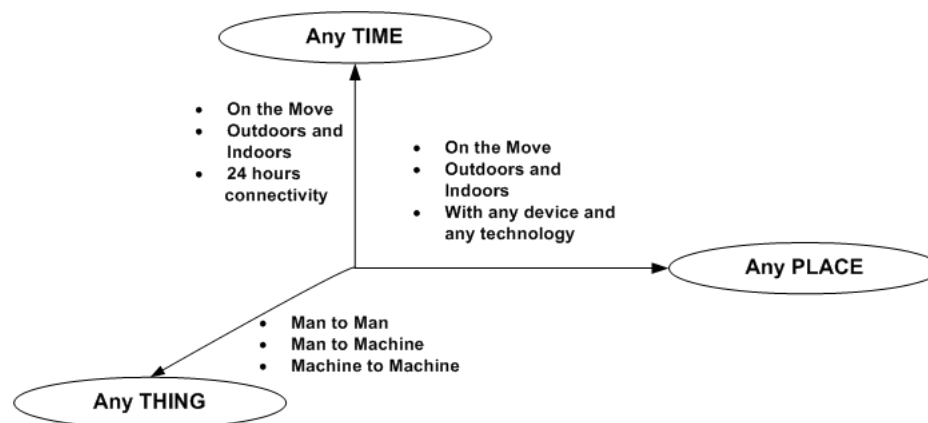 Any TIME
• On the Move
• Outdoors and
Indoors
• 24 hours
connectivity
• On the Move
• Outdoors and
Indoors
• With any device and
any technology
Any PLACE
• Man to Man
• Man to Machine
• Machine to Machine
Any THING